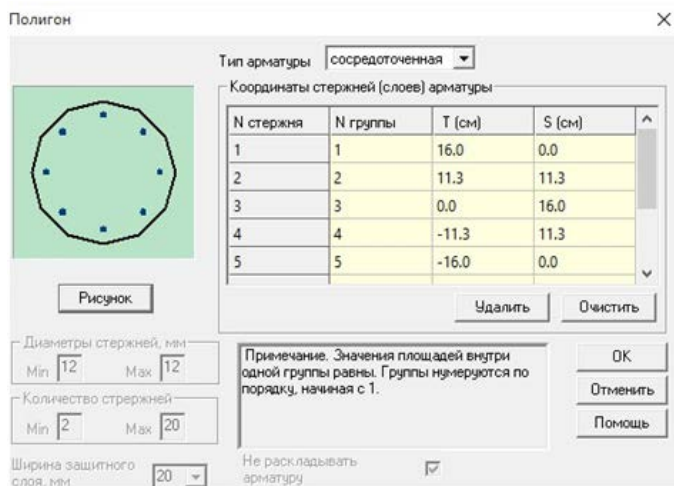 Полигон
Тип арматуры сосредоточенная
Координаты стержней (слоев) арматуры
N стержня N группы T (см) S (см)
1 1 16.0 0.0
2 2 11.3 11.3
3 3 0.0 16.0
4 4 -11.3 11.3
5 5 -16.0 0.0
Рисунок
Удалить Очистить
Диаметры стержней, мм
Min 12 Max 12
Количество стрержней
Min 2 Max 20
Ширина защитного
слоя, мм 20
Примечание. Значения площадей внутри
одной группы равны. Группы нумеруются по
порядку, начиная с 1.
Не раскладывать
арматуру
OK
Отменить
Помощь